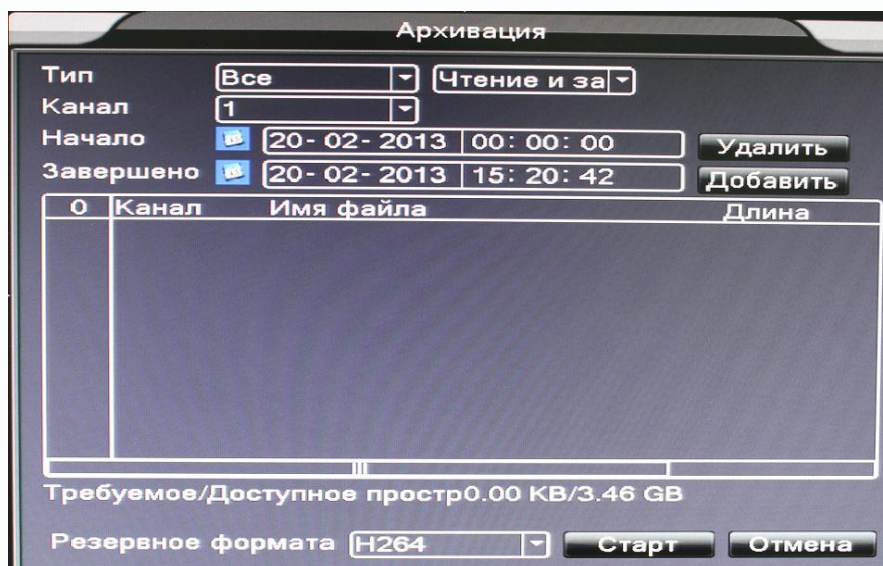 Архивация
Тип Все Чтение и за
Канал 1
Начало 20-02-2013 00:00:00 Удалить
Завершено 20-02-2013 15:20:42 Добавить
0 Канал Имя файла Длина
Требуемое/Доступное простр0.00 KB/3.46 GB
Резервное формата H264 Старт Отмена